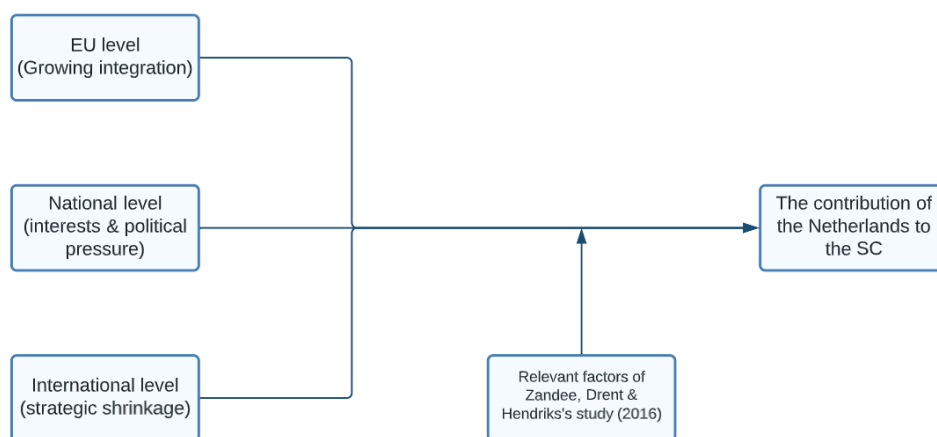 EU level
(Growing integration)
National level
(interests & political
pressure)
The contribution of
the Netherlands to
the SC
International level
(strategic shrinkage)
Relevant factors of
Zandee, Drent &
Hendriks's study (2016)